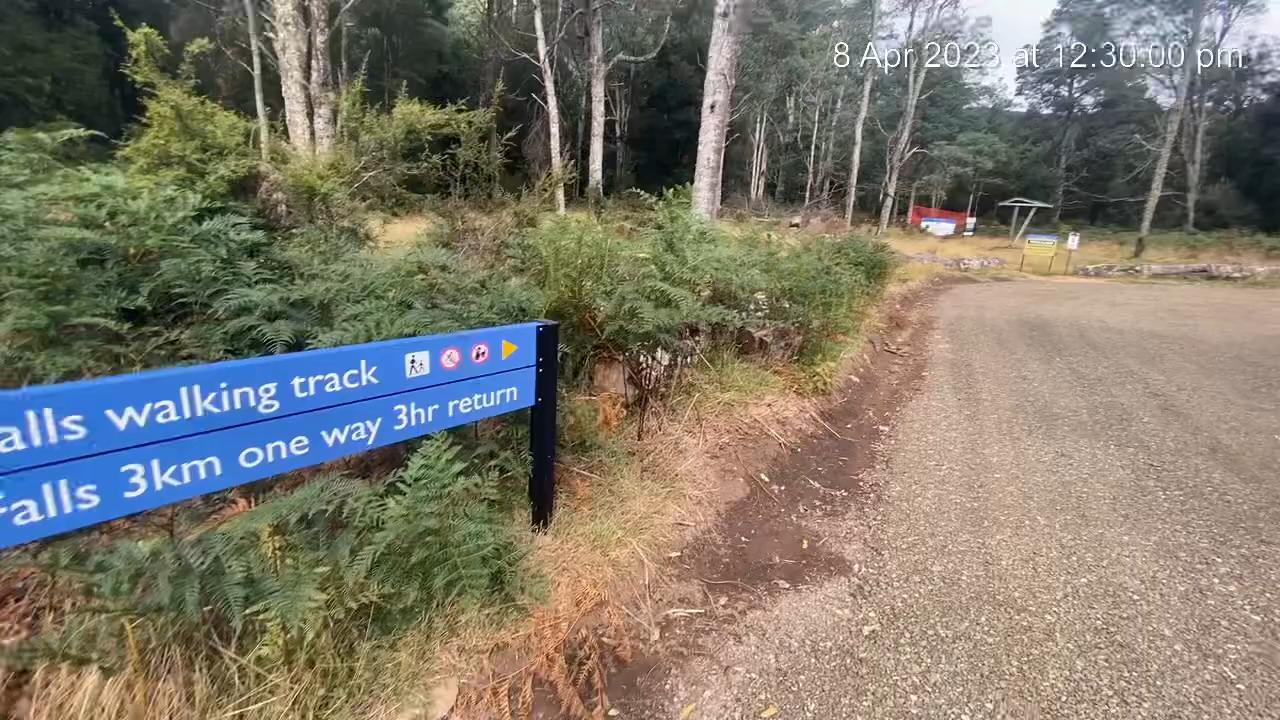 8 Apr 2023 at 12:30.00 pm
alls walking track
alls 3km one way 3hr return